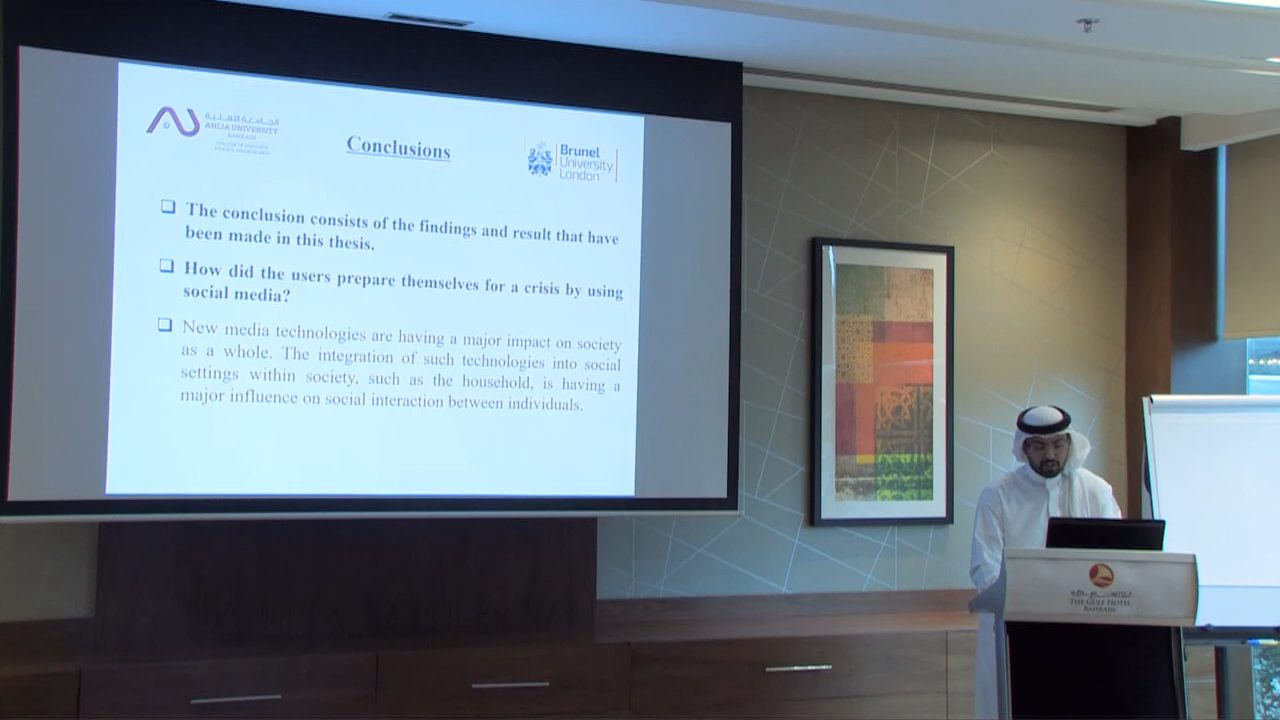 الجامعة الأهلية
AHLIA UNIVERSITY
BAHRAIN
Conclusions
Brunel
University
London
The conclusion consists of the findings and result that have
been made in this thesis.
How did the users prepare themselves for a crisis by using
social media?
New media technologies are having a major impact on society
as a whole. The integration of such technologies into social
settings within society, such as the household, is having a
major influence on social interaction between individuals.
THE GULF HOTEL
BAHRAIN